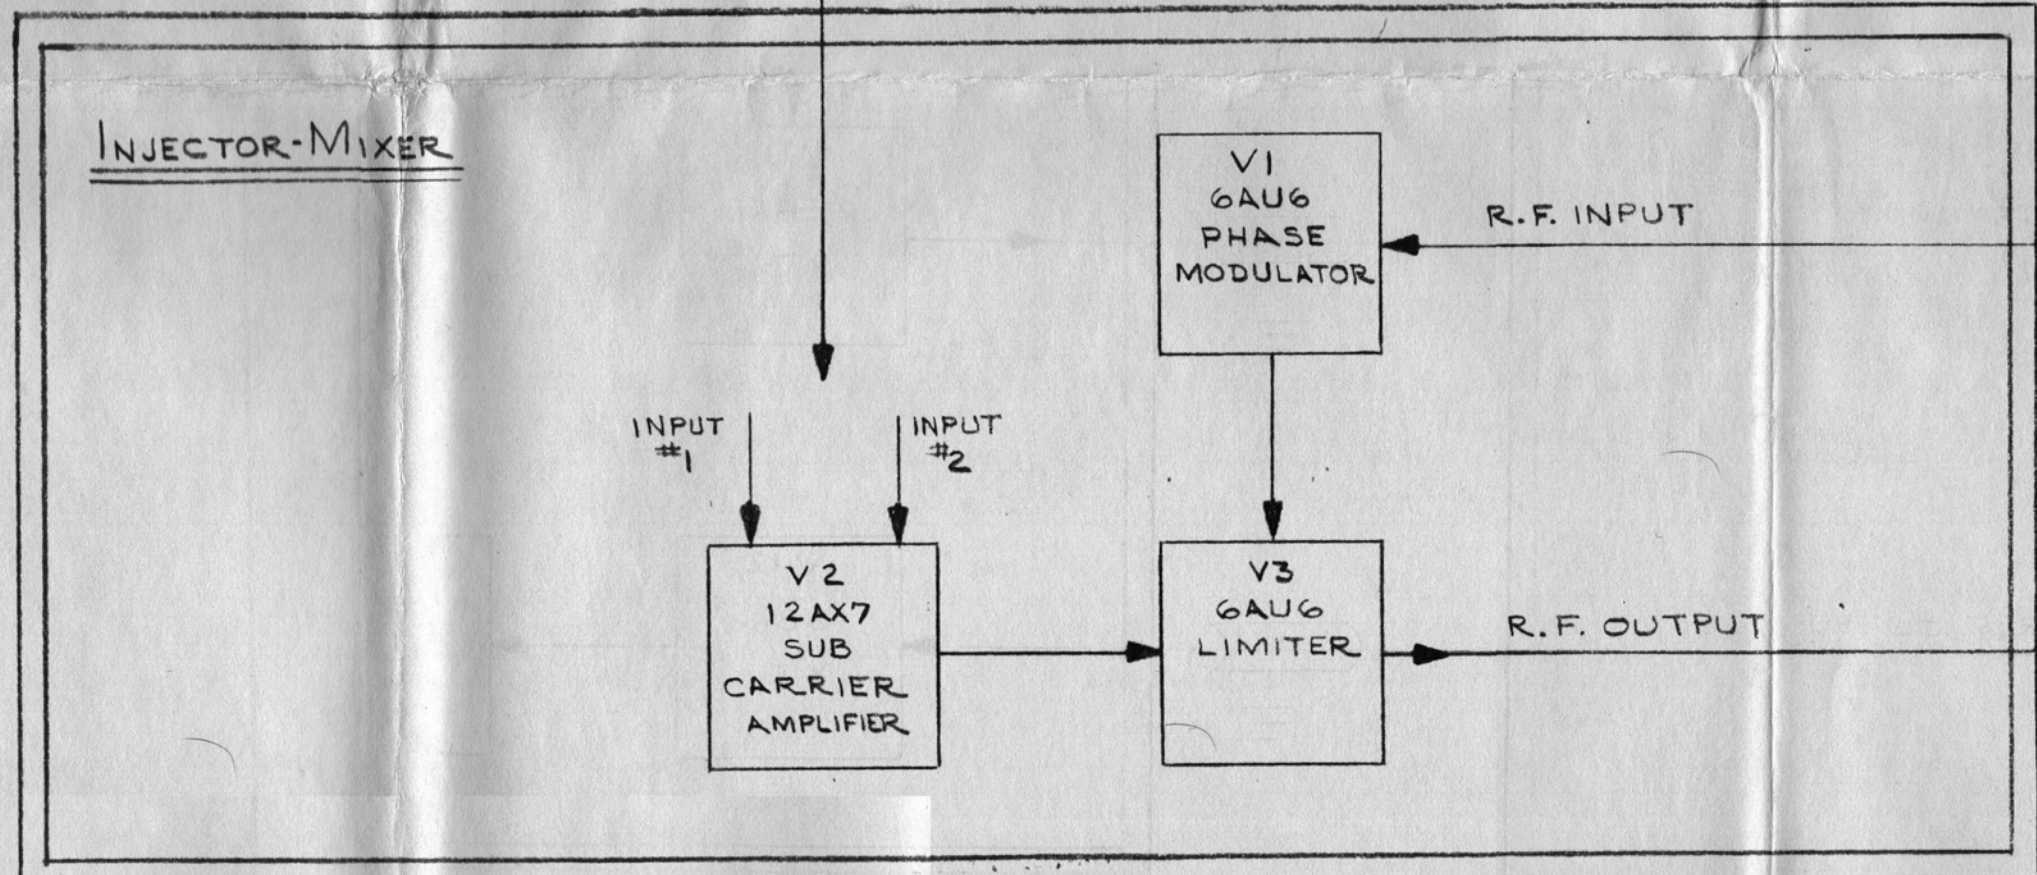 INJECTOR-MIXER
V1
6AU6
PHASE
MODULATOR
R.F. INPUT
INPUT
#1
INPUT
#2
V2
12AX7
SUB
CARRIER
AMPLIFIER
V3
6AU6
LIMITER
R.F. OUTPUT